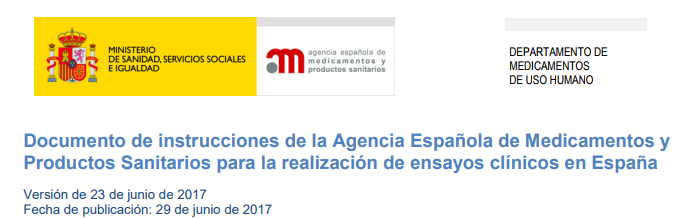 MINISTERIO
DE SANIDAD, SERVICIOS SOCIALES
E IGUALDAD
agencia española de
medicamentos y
productos sanitarios
DEPARTAMENTO DE
MEDICAMENTOS
DE USO HUMANO
Documento de instrucciones de la Agencia Española de Medicamentos y
Productos Sanitarios para la realización de ensayos clínicos en España
Versión de 23 de junio de 2017
Fecha de publicación: 29 de junio de 2017